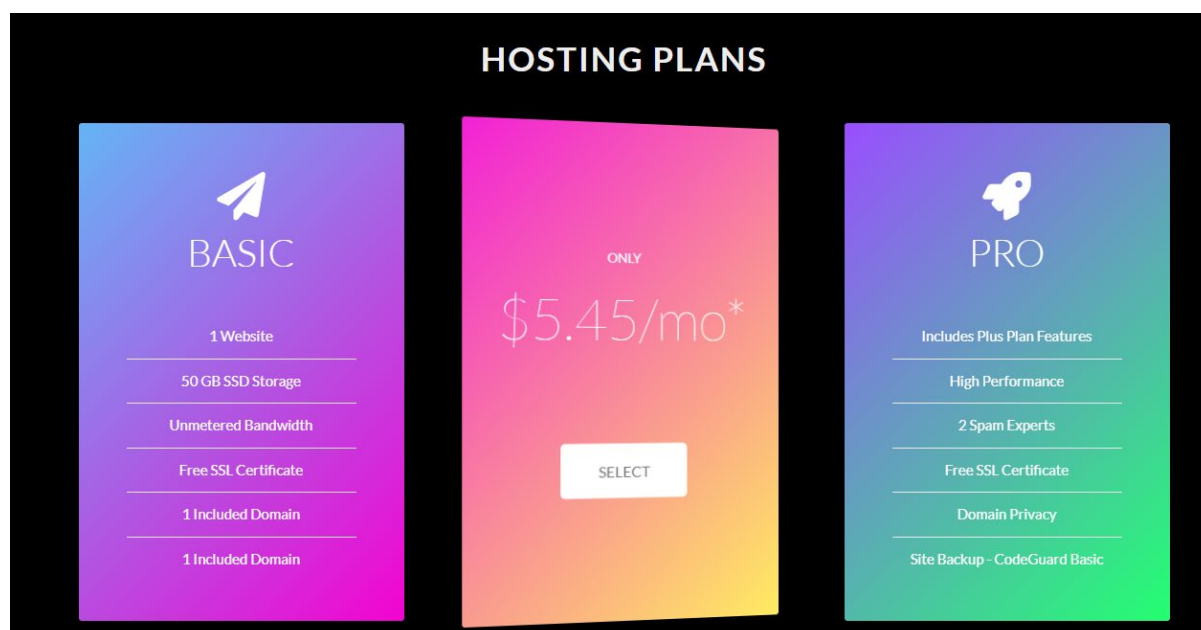 HOSTING PLANS
BASIC
1 Website
50 GB SSD Storage
Unmetered Bandwidth
Free SSL Certificate
1 Included Domain
1 Included Domain
ONLY
$5.45/mo*
SELECT
PRO
Includes Plus Plan Features
High Performance
2 Spam Experts
Free SSL Certificate
Domain Privacy
Site Backup - CodeGuard Basic